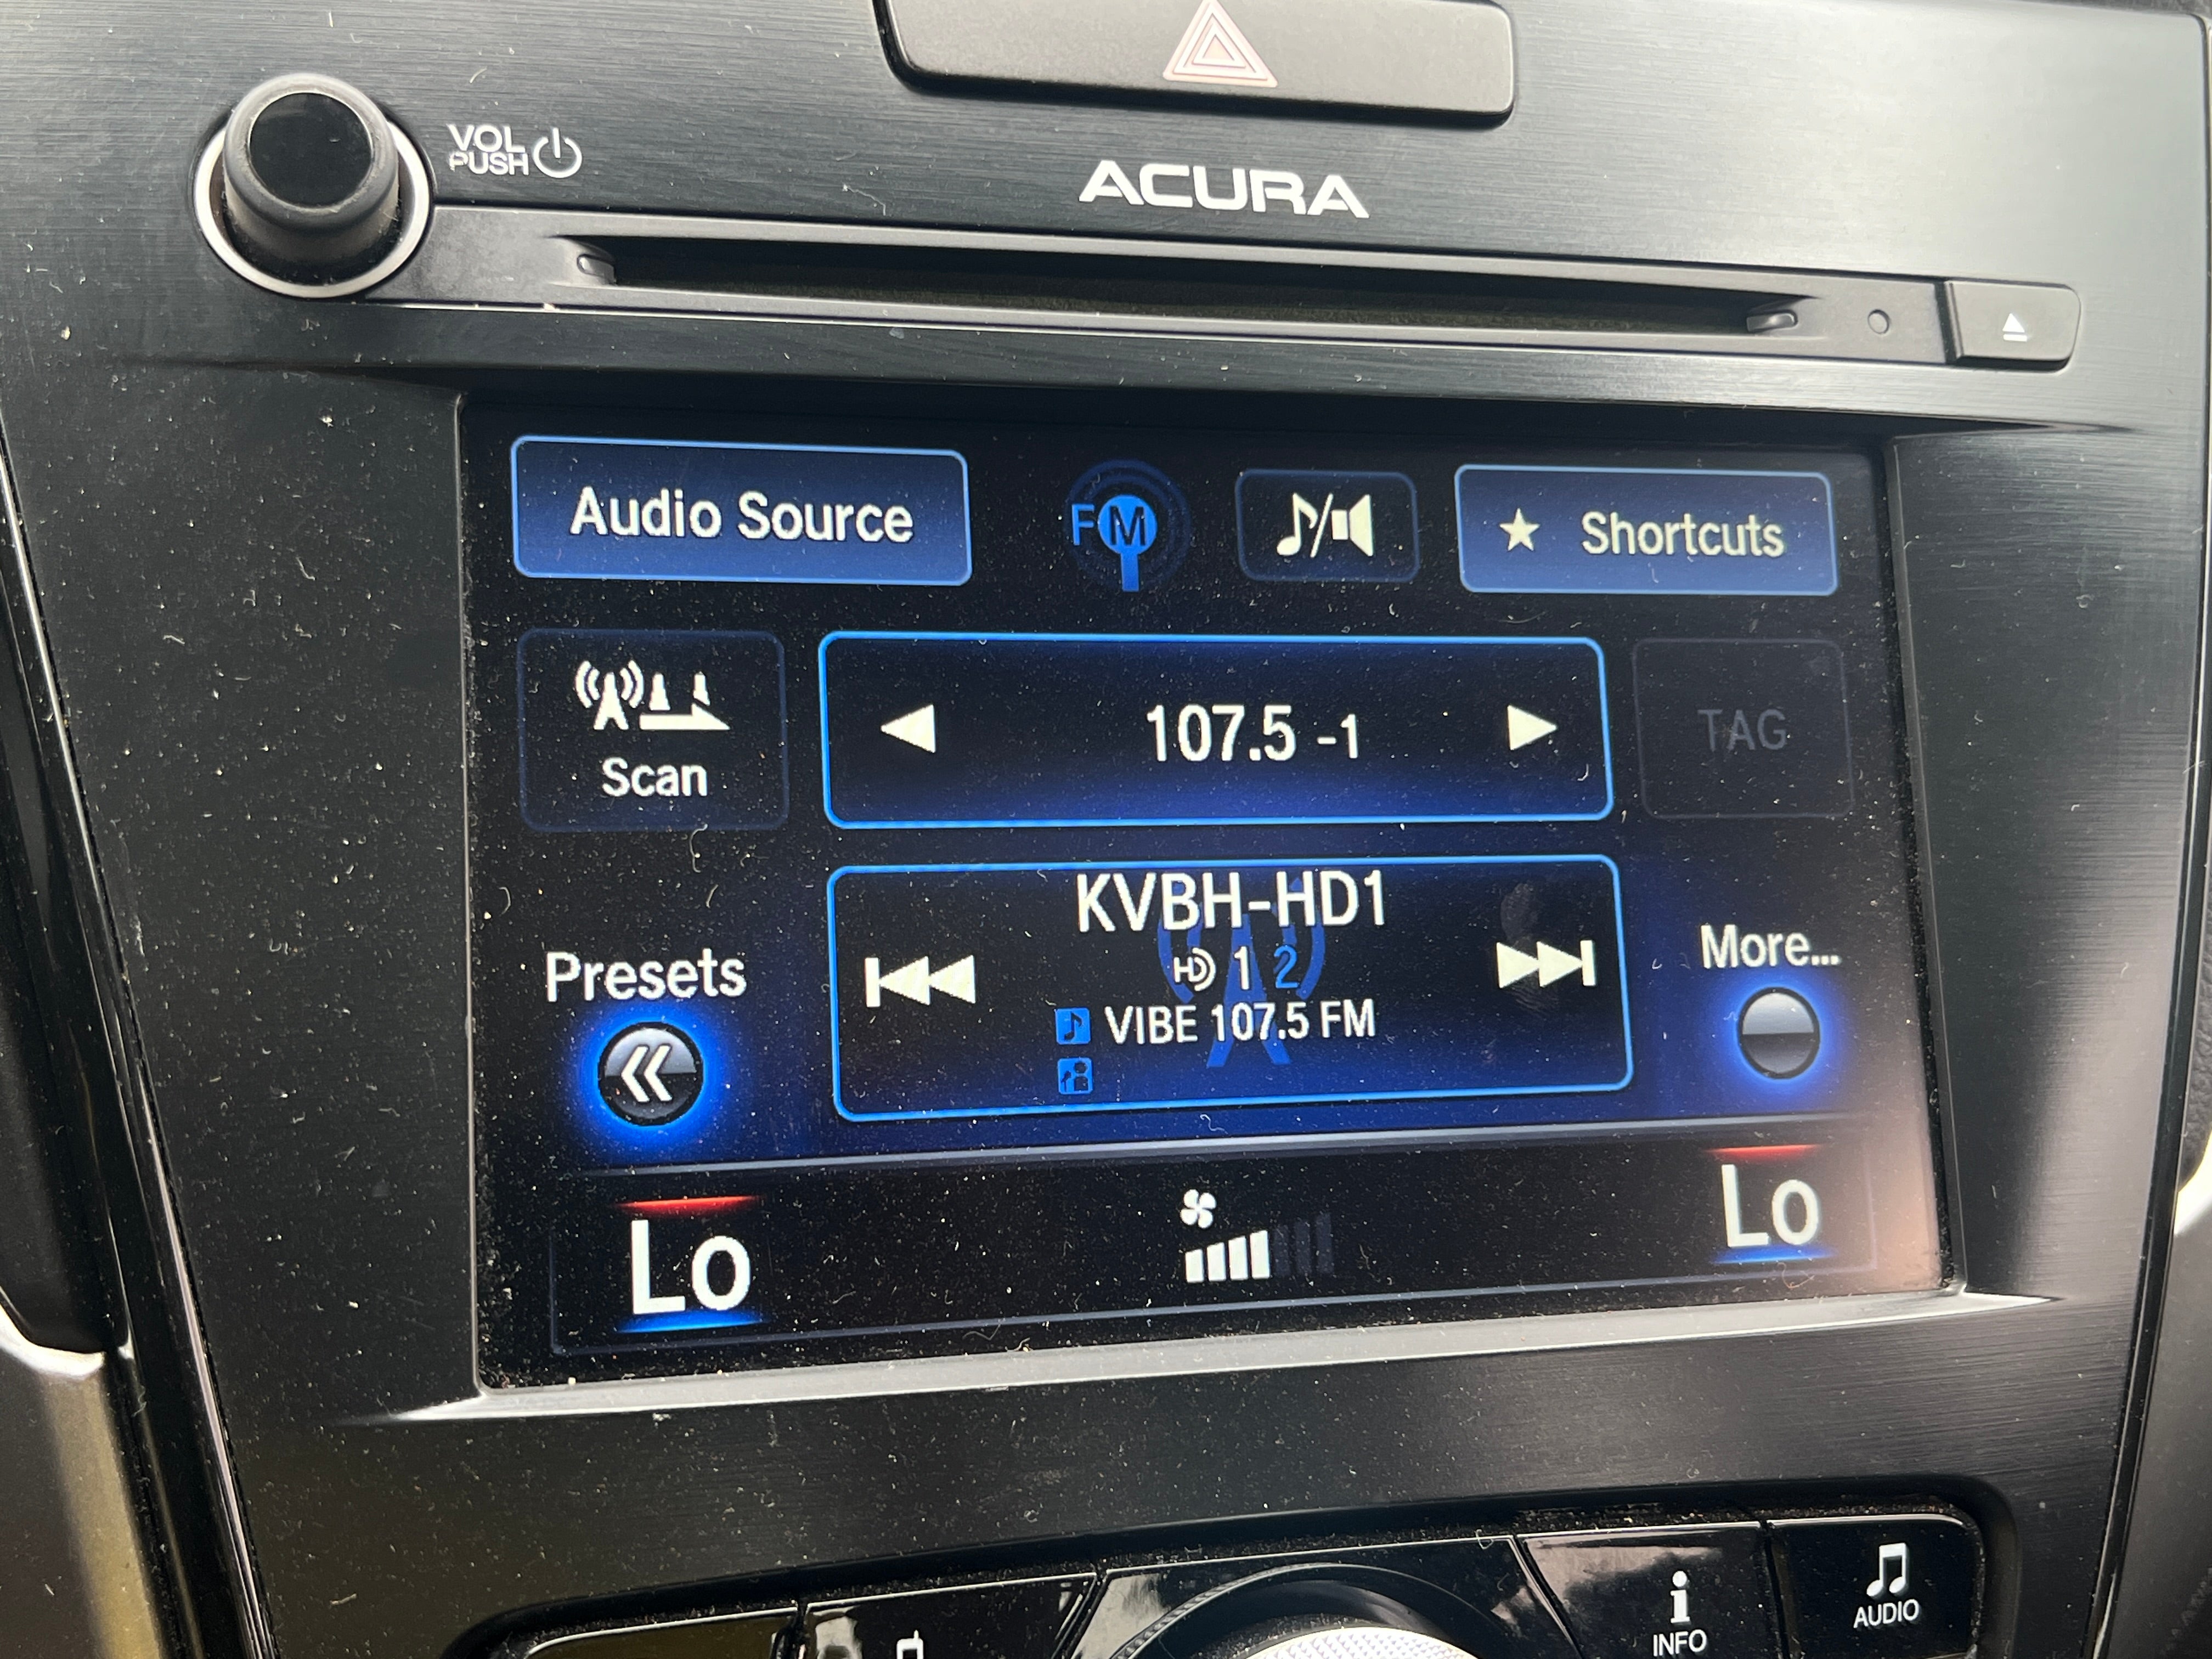 VOL
PUSH
ACURA
Audio Source
FM
Shortcuts
Scan
107.5 -1
TAG
KVBH-HD1
HD 1 2
VIBE 107.5 FM
Presets
More...
Lo
Lo
INFO
AUDIO